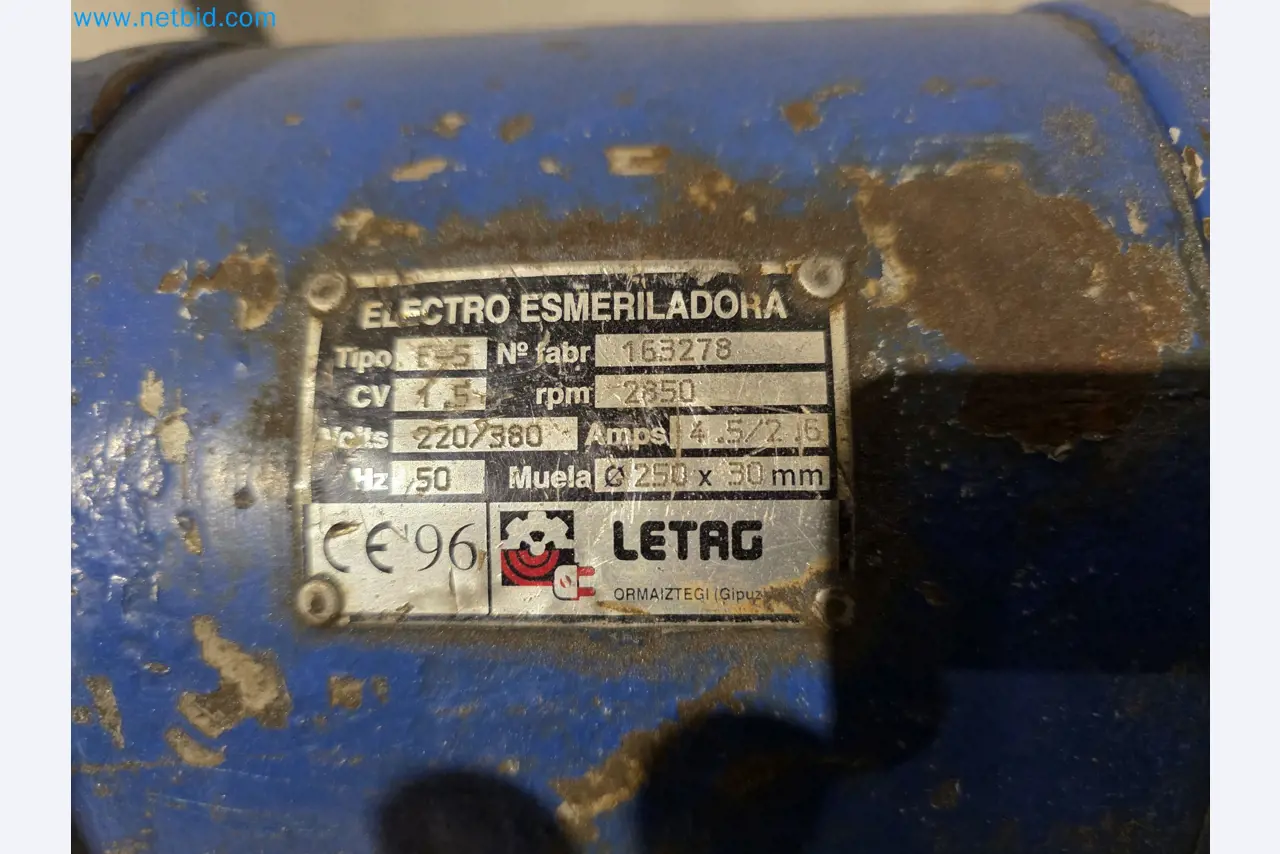 www.netbid.com
ELECTRO ESMERILADORA
Tipo Nº fabr 163278
CV 1.5 rpm 2850
Volts 220/380 Amps 4.5/2.6
Hz 50 Muela Ø 250 x 30 mm
CE 96 LETAG
ORMAIZTEGI (Gipuz